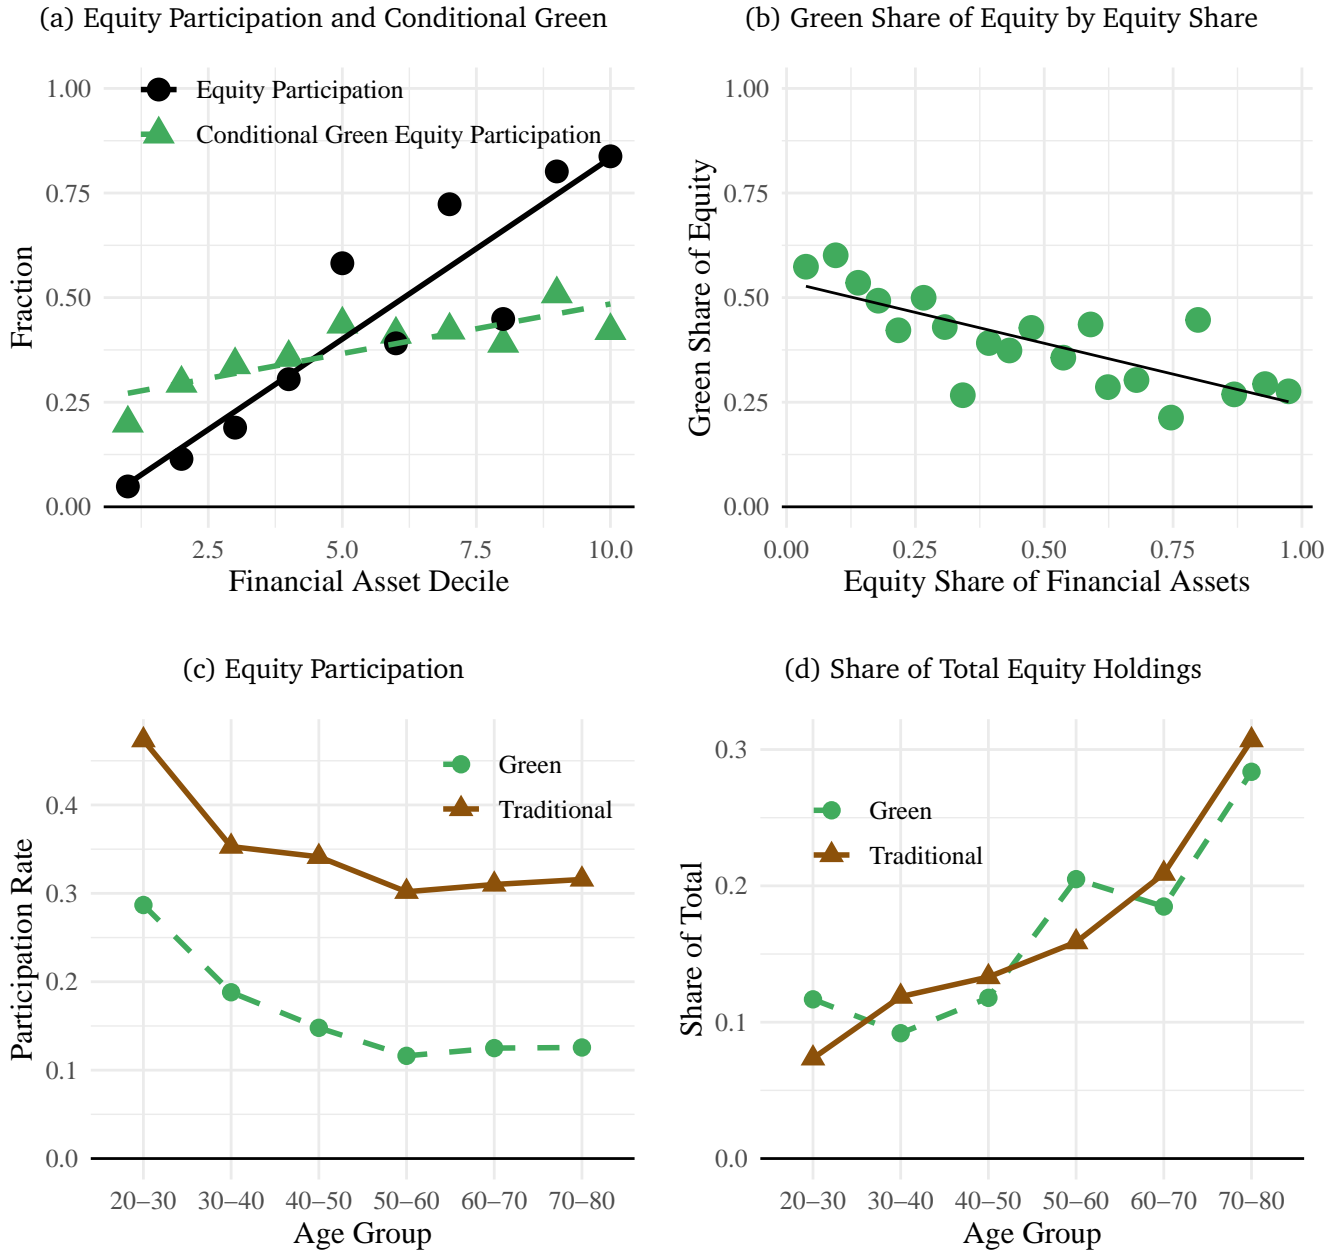 (a) Equity Participation and Conditional Green
Equity Participation
Conditional Green Equity Participation
Fraction
1.00
0.75
0.50
0.25
0.00
2.5 5.0 7.5 10.0
Financial Asset Decile
(b) Green Share of Equity by Equity Share
Green Share of Equity
1.00
0.75
0.50
0.25
0.00
0.00 0.25 0.50 0.75 1.00
Equity Share of Financial Assets
(c) Equity Participation
Green
Traditional
Participation Rate
0.4
0.3
0.2
0.1
0.0
20–30 30–40 40–50 50–60 60–70 70–80
Age Group
(d) Share of Total Equity Holdings
Green
Traditional
Share of Total
0.3
0.2
0.1
0.0
20–30 30–40 40–50 50–60 60–70 70–80
Age Group